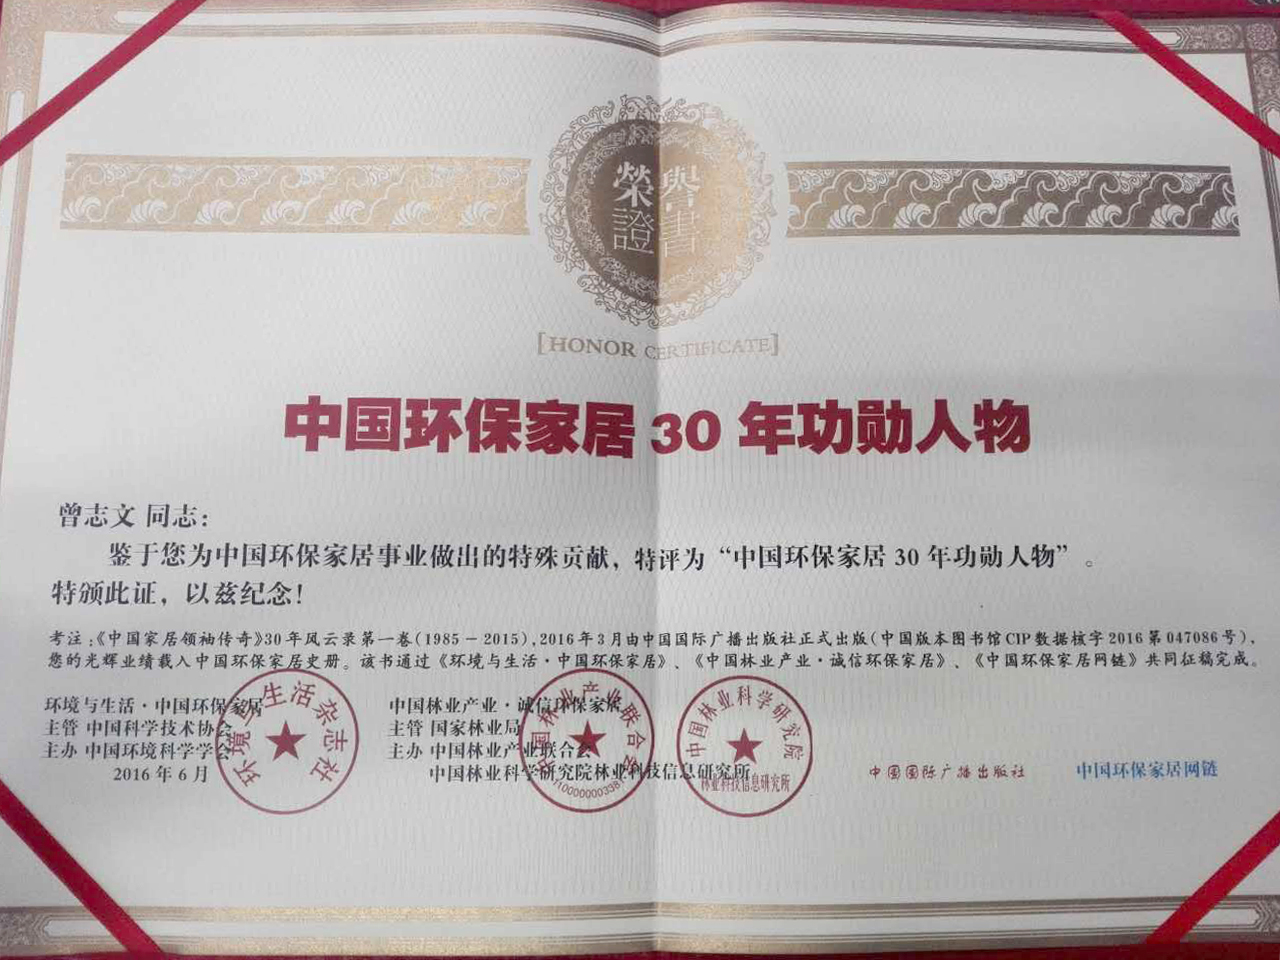 榮譽
證書
[HONOR CERTIFICATE]
中国环保家居 30 年功勋人物
曾志文 同志：
鉴于您为中国环保家居事业做出的特殊贡献，特评为“中国环保家居 30 年功勋人物”。
特颁此证，以兹纪念！
考注：《中国家居领袖传奇》30年风云录第一卷(1985－2015)，2016年3月由中国国际广播出版社正式出版(中国版本图书馆CIP数据核字2016第047086号)，
您的光辉业绩载入中国环保家居史册。该书通过《环境与生活·中国环保家居》、《中国林业产业·诚信环保家居》、《中国环保家居网链》共同征稿完成。
环境与生活·中国环保家居
主管 中国科学技术协会
主办 中国环境科学学会
2016 年 6 月
环境与生活杂志社
中国林业产业·诚信环保家居
主管 国家林业局
主办 中国林业产业联合会
中国林业科学研究院林业科技信息研究所
中国林业产业联合会
中国林业科学研究院
林业科技信息研究所
中国国际广播出版社
中国环保家居网链